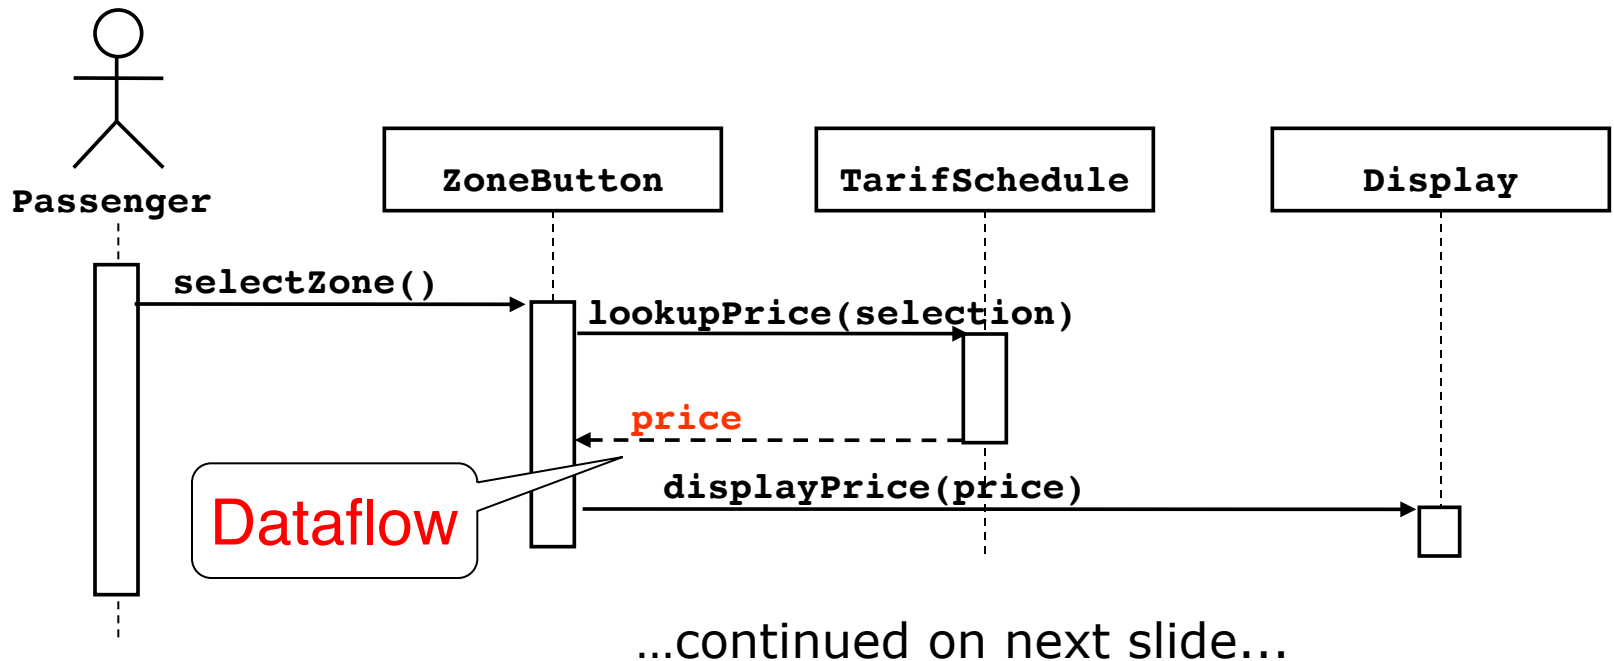 Passenger
ZoneButton
TarifSchedule
Display
selectZone()
lookupPrice(selection)
price
displayPrice(price)
Dataflow
…continued on next slide...